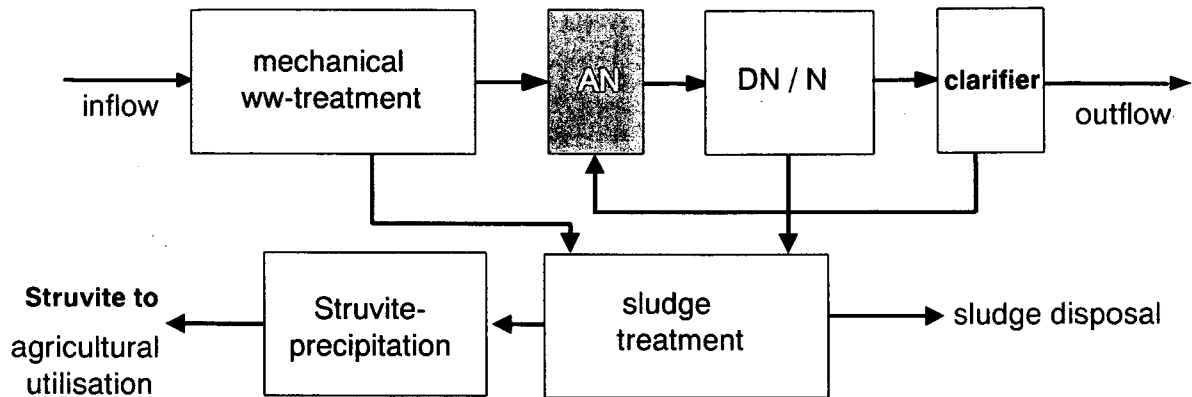 mechanical
ww-treatment
AN
DN / N
clarifier
inflow
outflow
Struvite to
agricultural
utilisation
Struvite-
precipitation
sludge
treatment
sludge disposal